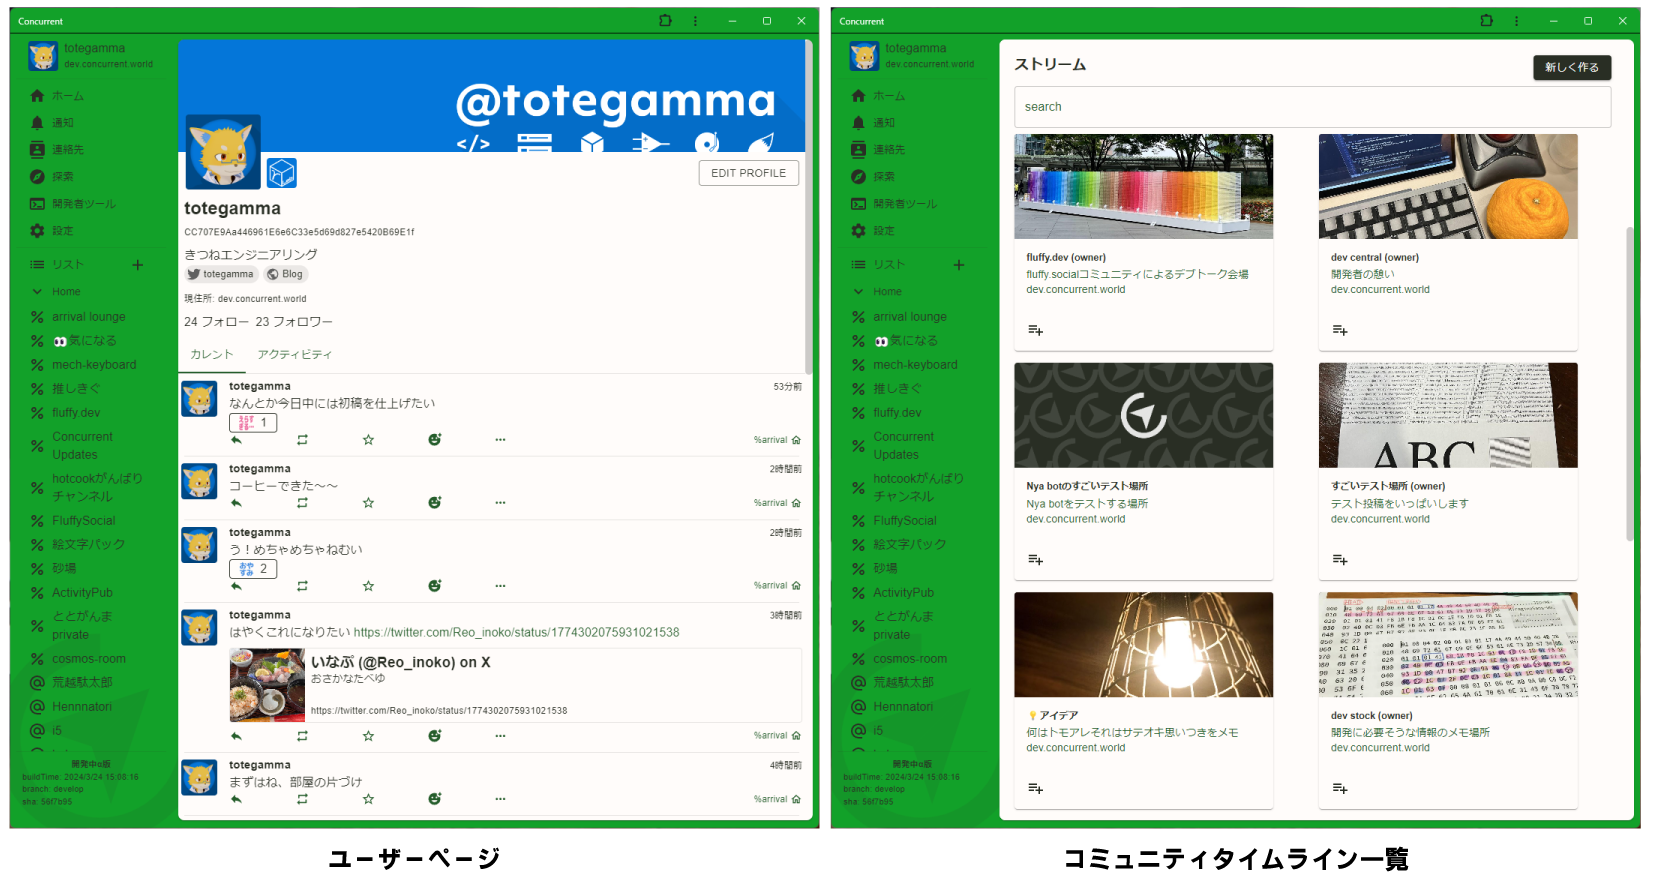 Concurrent
totegamma
dev.concurrent.world
ホーム
通知
連絡先
探索
開発者ツール
設定
リスト
Home
arrival lounge
👀気になる
mech-keyboard
推しきぐ
fluffy.dev
Concurrent
Updates
hotcookがんばり
チャンネル
FluffySocial
絵文字パック
砂場
ActivityPub
ととがんま
private
cosmos-room
荒越駄太郎
Hennnatori
i5
開発中α版
buildTime: 2024/3/24 15:08:16
branch: develop
sha: 56f7b95
@totegamma
EDIT PROFILE
totegamma
CC707E9Aa446961E6e6C33e5d69d827e5420B69E1f
きつねエンジニアリング
totegamma Blog
現住所: dev.concurrent.world
24 フォロー 23 フォロワー
カレント アクティビティ
totegamma 53分前
なんとか今日中には初稿を仕上げたい
えらすぎる 1
%arrival
totegamma 2時間前
コーヒーできた～～
%arrival
totegamma 2時間前
う！めちゃめちゃねむい
おやすみ 2
%arrival
totegamma 3時間前
はやくこれになりたい https://twitter.com/Reo_inoko/status/1774302075931021538
いなぷ (@Reo_inoko) on X
おさかなたべゆ
https://twitter.com/Reo_inoko/status/1774302075931021538
%arrival
totegamma 4時間前
まずはね、部屋の片づけ
%arrival
ユーザーページ
Concurrent
totegamma
dev.concurrent.world
ホーム
通知
連絡先
探索
開発者ツール
設定
リスト
Home
arrival lounge
👀気になる
mech-keyboard
推しきぐ
fluffy.dev
Concurrent
Updates
hotcookがんばり
チャンネル
FluffySocial
絵文字パック
砂場
ActivityPub
ととがんま
private
cosmos-room
荒越駄太郎
Hennnatori
i5
開発中α版
buildTime: 2024/3/24 15:08:16
branch: develop
sha: 56f7b95
ストリーム
新しく作る
search
fluffy.dev (owner)
fluffy.socialコミュニティによるデブトーク会場
dev.concurrent.world
dev central (owner)
開発者の憩い
dev.concurrent.world
Nya botのすごいテスト場所
Nya botをテストする場所
dev.concurrent.world
ABC
すごいテスト場所 (owner)
テスト投稿をいっぱいします
dev.concurrent.world
💡アイデア
何はトモアレそれはサテオキ思いつきをメモ
dev.concurrent.world
dev stock (owner)
開発に必要そうな情報のメモ場所
dev.concurrent.world
コミュニティタイムライン一覧